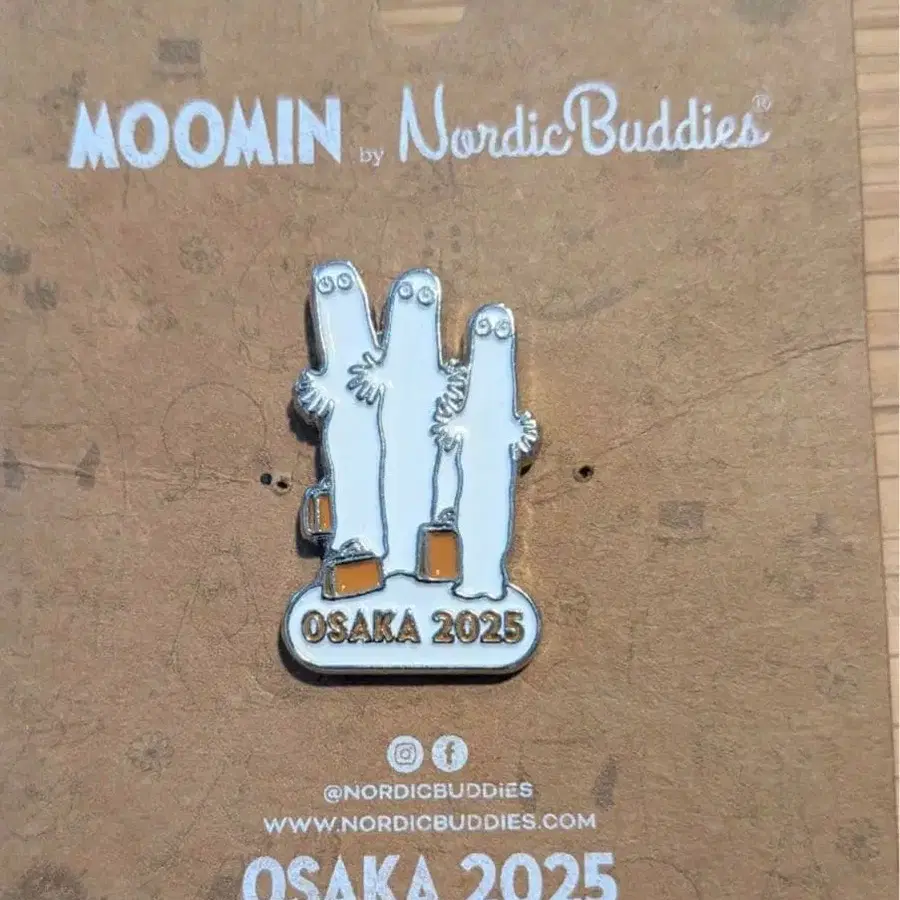 MOOMIN by NordicBuddies®
OSAKA 2025
@NORDICBUDDIES
WWW.NORDICBUDDIES.COM
OSAKA 2025